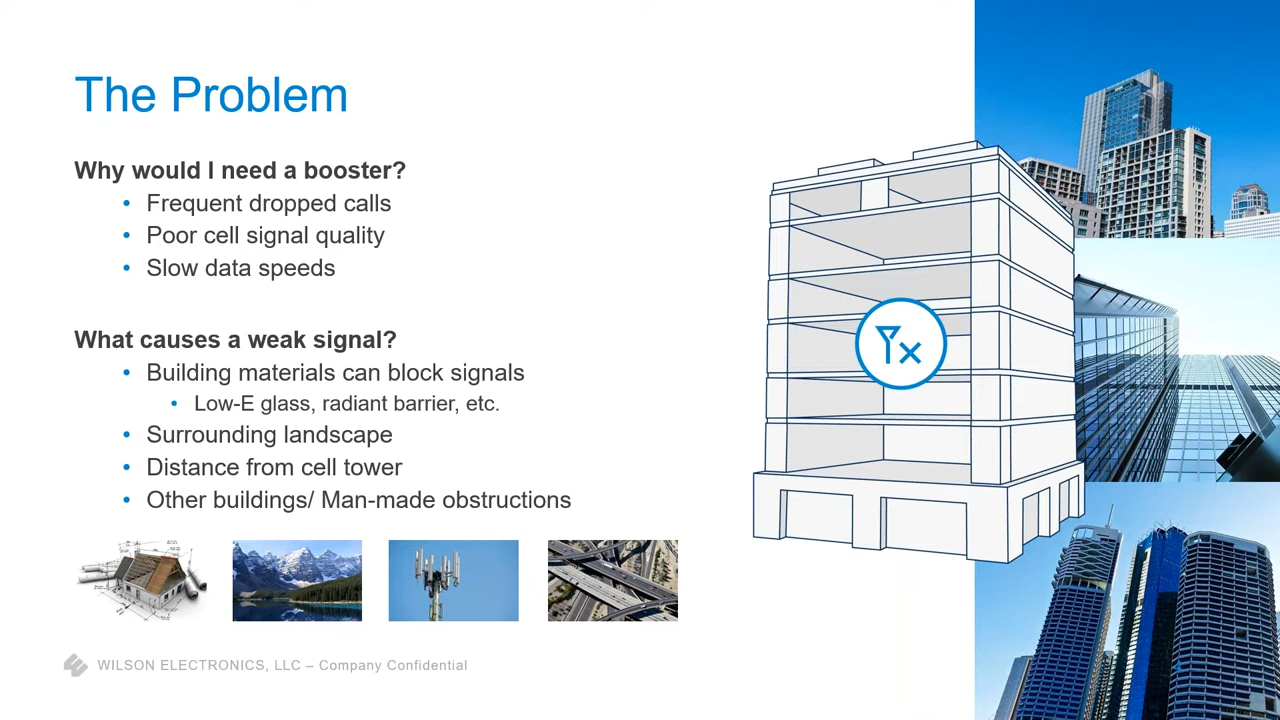 The Problem
Why would I need a booster?
• Frequent dropped calls
• Poor cell signal quality
• Slow data speeds
What causes a weak signal?
• Building materials can block signals
• Low-E glass, radiant barrier, etc.
• Surrounding landscape
• Distance from cell tower
• Other buildings/ Man-made obstructions
WILSON ELECTRONICS, LLC – Company Confidential